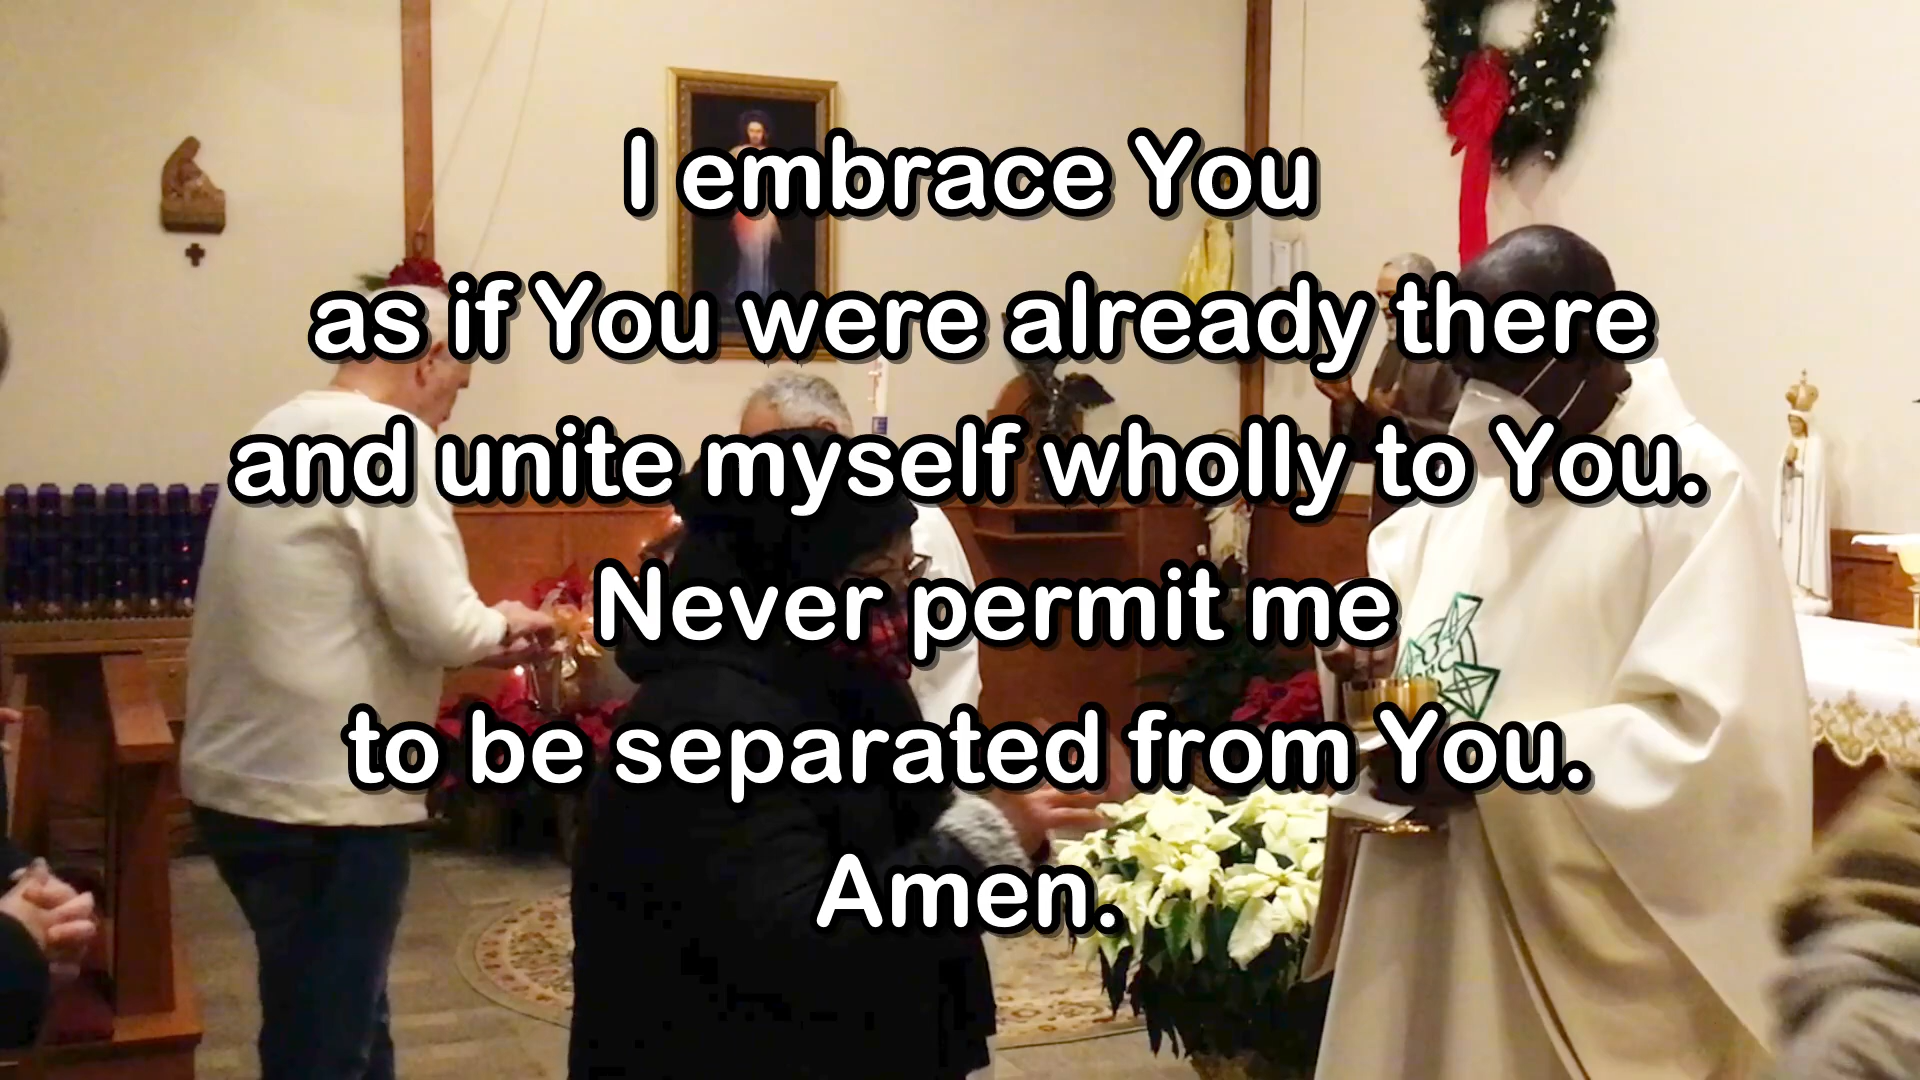 I embrace You
as if You were already there
and unite myself wholly to You.
Never permit me
to be separated from You.
Amen.